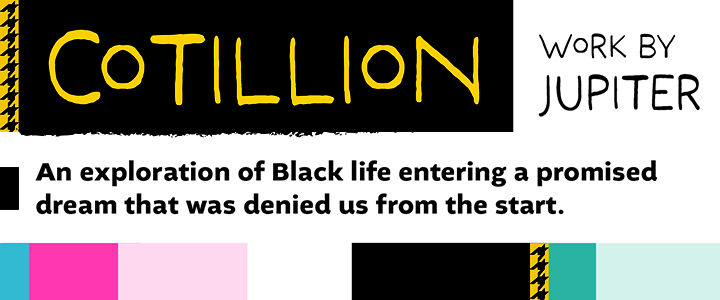 COTILLION
WORK BY
JUPITER
An exploration of Black life entering a promised
dream that was denied us from the start.